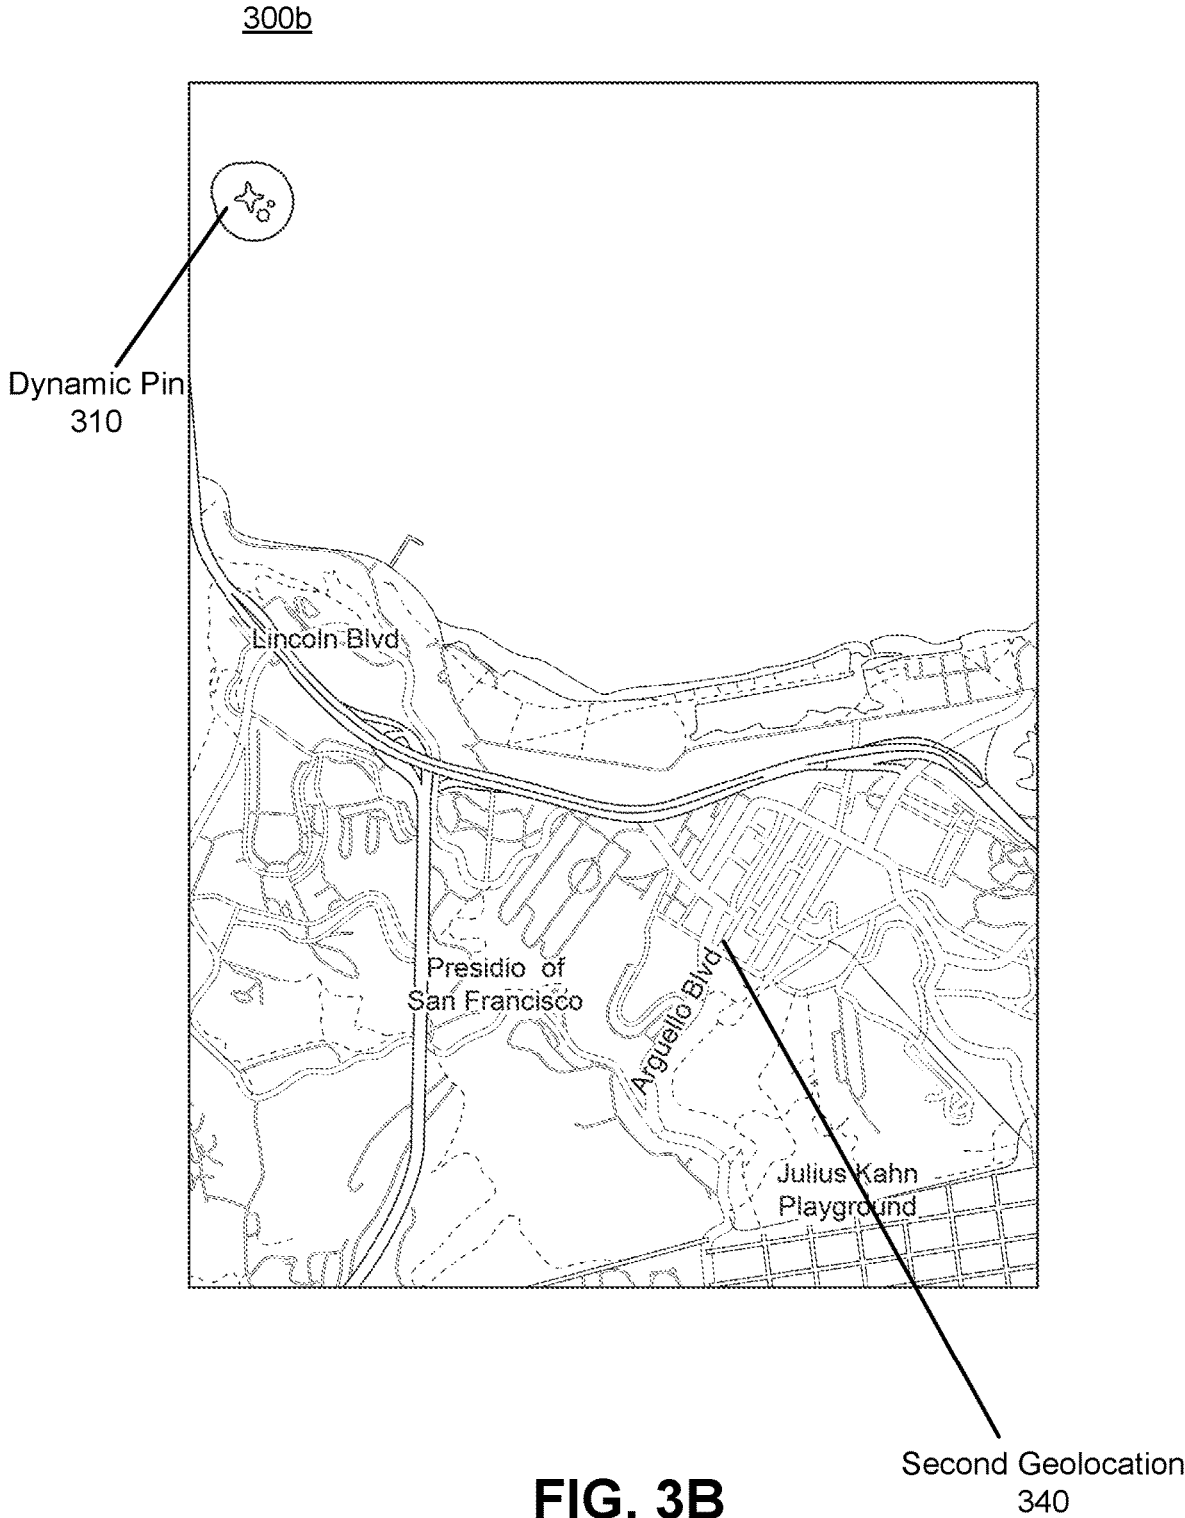 300b
Dynamic Pin
310
Lincoln Blvd
Presidio of
San Francisco
Arguello Blvd
Julius Kahn
Playground
Second Geolocation
340
FIG. 3B